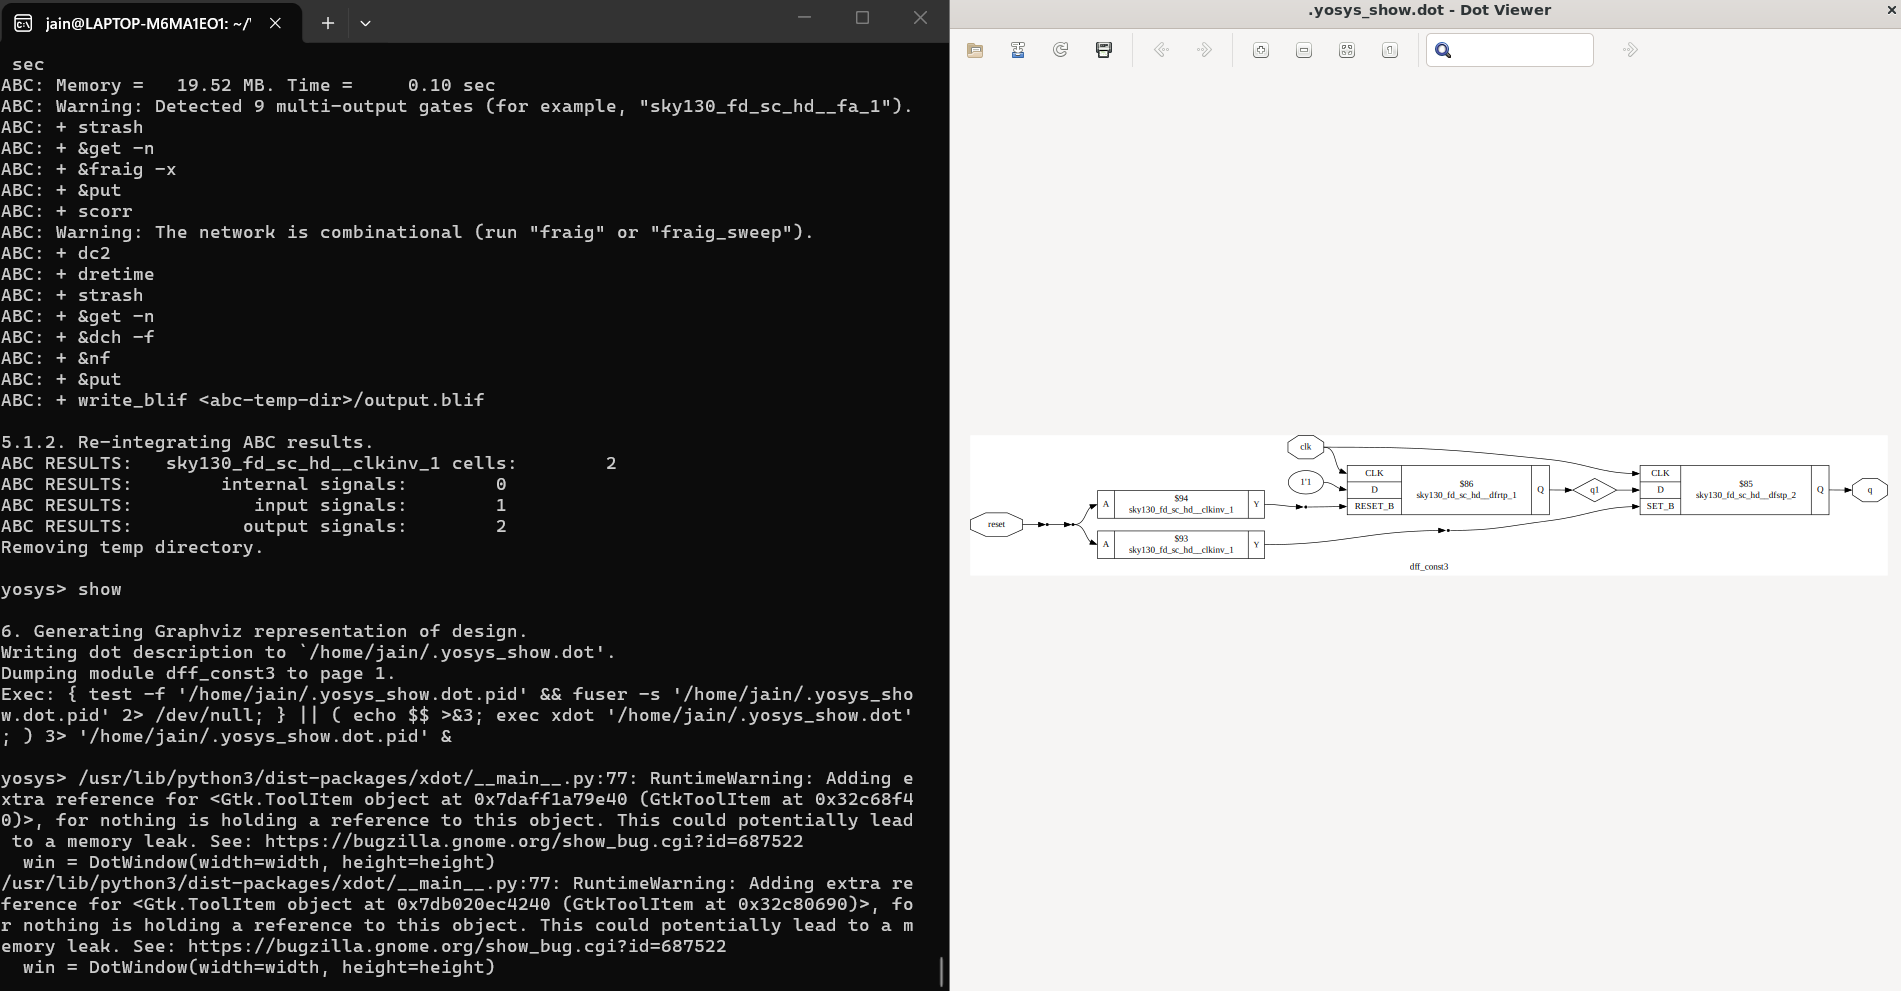 jain@LAPTOP-M6MA1EO1: ~/'
 sec
ABC: Memory =   19.52 MB. Time =     0.10 sec
ABC: Warning: Detected 9 multi-output gates (for example, "sky130_fd_sc_hd__fa_1").
ABC: + strash
ABC: + &get -n
ABC: + &fraig -x
ABC: + &put
ABC: + scorr
ABC: Warning: The network is combinational (run "fraig" or "fraig_sweep").
ABC: + dc2
ABC: + dretime
ABC: + strash
ABC: + &get -n
ABC: + &dch -f
ABC: + &nf
ABC: + &put
ABC: + write_blif <abc-temp-dir>/output.blif
5.1.2. Re-integrating ABC results.
ABC RESULTS:   sky130_fd_sc_hd__clkinv_1 cells:        2
ABC RESULTS:        internal signals:        0
ABC RESULTS:           input signals:        1
ABC RESULTS:          output signals:        2
Removing temp directory.
yosys> show
6. Generating Graphviz representation of design.
Writing dot description to `/home/jain/.yosys_show.dot'.
Dumping module dff_const3 to page 1.
Exec: { test -f '/home/jain/.yosys_show.dot.pid' && fuser -s '/home/jain/.yosys_sho
w.dot.pid' 2> /dev/null; } || ( echo $$ >&3; exec xdot '/home/jain/.yosys_show.dot'
; ) 3> '/home/jain/.yosys_show.dot.pid' &
yosys> /usr/lib/python3/dist-packages/xdot/__main__.py:77: RuntimeWarning: Adding e
xtra reference for <Gtk.ToolItem object at 0x7daff1a79e40 (GtkToolItem at 0x32c68f4
0)>, for nothing is holding a reference to this object. This could potentially lead
 to a memory leak. See: https://bugzilla.gnome.org/show_bug.cgi?id=687522
  win = DotWindow(width=width, height=height)
/usr/lib/python3/dist-packages/xdot/__main__.py:77: RuntimeWarning: Adding extra re
ference for <Gtk.ToolItem object at 0x7db020ec4240 (GtkToolItem at 0x32c80690)>, fo
r nothing is holding a reference to this object. This could potentially lead to a m
emory leak. See: https://bugzilla.gnome.org/show_bug.cgi?id=687522
  win = DotWindow(width=width, height=height)
.yosys_show.dot - Dot Viewer
clk
1'1
reset
A
$94
sky130_fd_sc_hd__clkinv_1
Y
A
$93
sky130_fd_sc_hd__clkinv_1
Y
CLK
D
RESET_B
$86
sky130_fd_sc_hd__dfrtp_1
Q
q1
CLK
D
SET_B
$85
sky130_fd_sc_hd__dfstp_2
Q
q
dff_const3